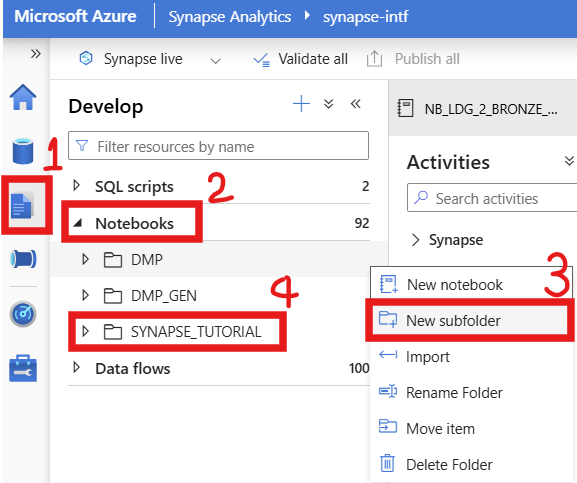 Microsoft Azure Synapse Analytics synapse-intf
Synapse live Validate all Publish all
Develop
Filter resources by name
SQL scripts 2
Notebooks 92
DMP
DMP_GEN
SYNAPSE_TUTORIAL
Data flows 100
NB_LDG_2_BRONZE_...
Activities
Search activities
Synapse
New notebook
New subfolder
Import
Rename Folder
Move item
Delete Folder
1
2
3
4